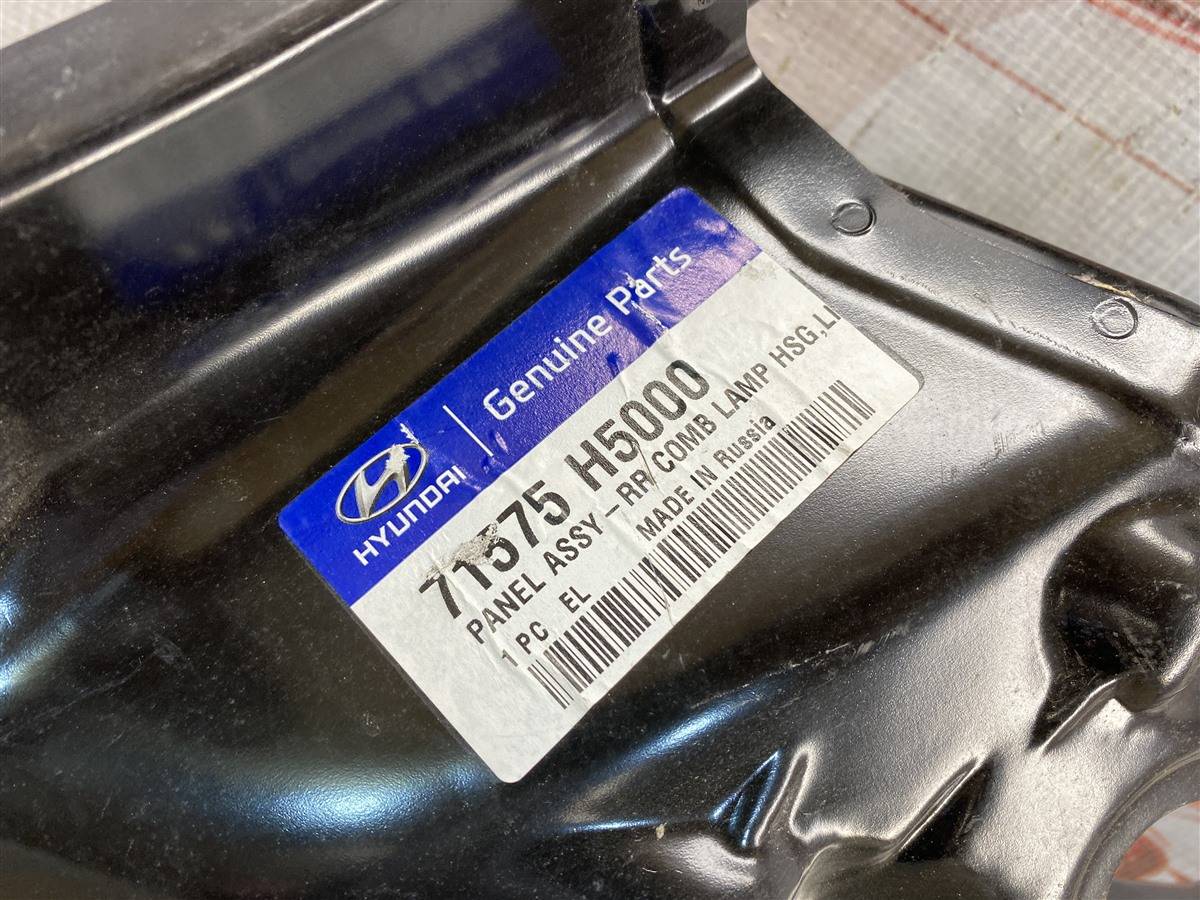 HYUNDAI | Genuine Parts
71575 H5000
PANEL ASSY-RR COMB LAMP HSG,LH
MADE IN Russia
1 PC EL